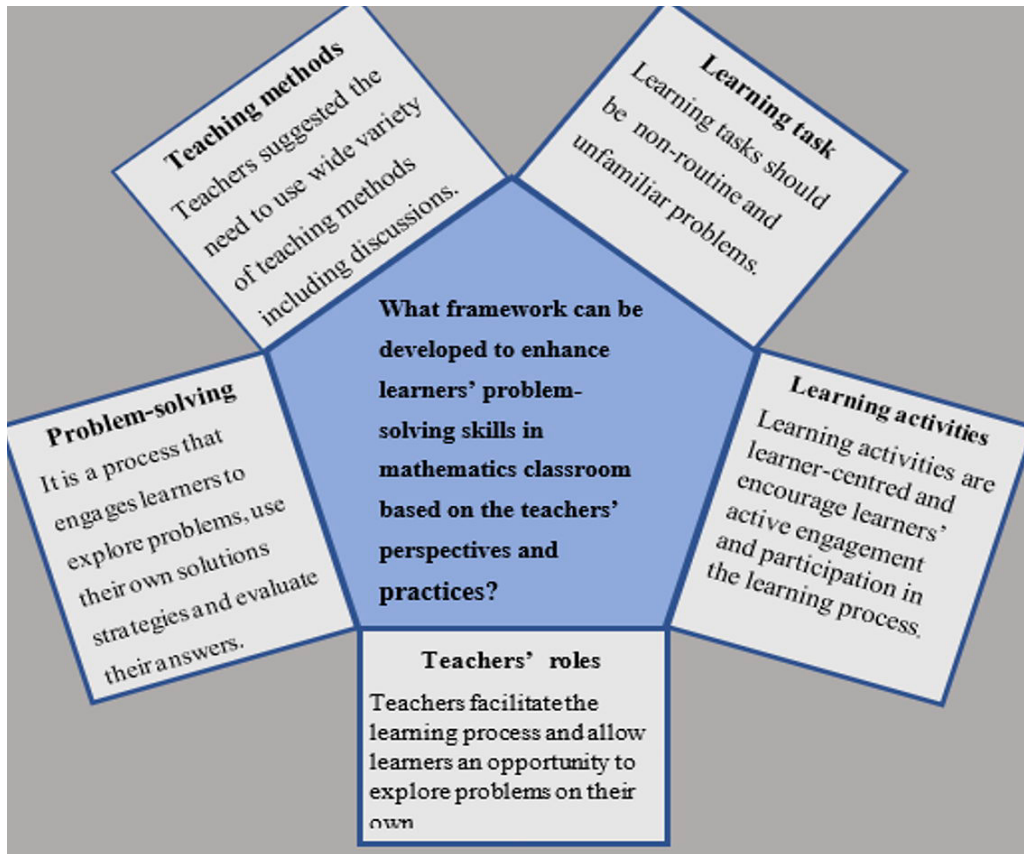 Teaching methods
Teachers suggested the
need to use wide variety
of teaching methods
including discussions.
Learning task
Learning tasks should
be non-routine and
unfamiliar problems.
What framework can be
developed to enhance
learners’ problem-
solving skills in
mathematics classroom
based on the teachers’
perspectives and
practices?
Problem-solving
It is a process that
engages learners to
explore problems, use
their own solutions
strategies and evaluate
their answers.
Learning activities
Learning activities are
learner-centred and
encourage learners’
active engagement
and participation in
the learning process.
Teachers’ roles
Teachers facilitate the
learning process and allow
learners an opportunity to
explore problems on their
own